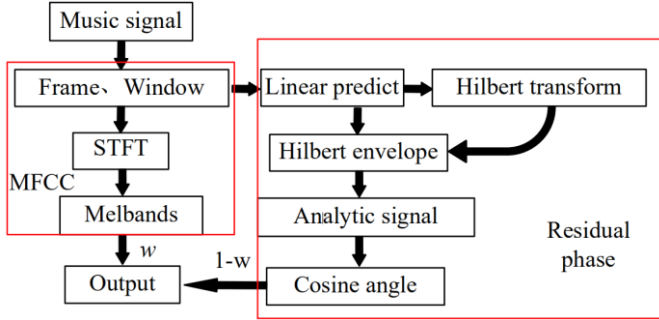 Music signal
Frame、Window
Linear predict
Hilbert transform
STFT
Hilbert envelope
MFCC
Melbands
Analytic signal
Residual
phase
w
1-w
Output
Cosine angle